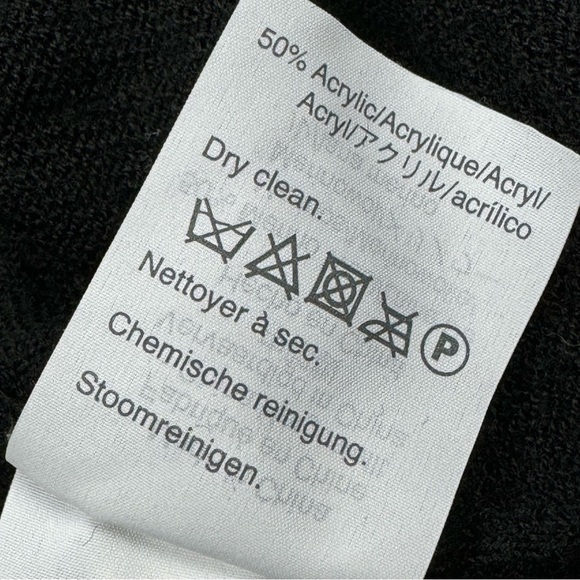 50% Acrylic/Acrylique/Acryl/
Acryl/アクリル/acrílico
Dry clean.
P
Nettoyer à sec.
Chemische reinigung.
Stoomreinigen.